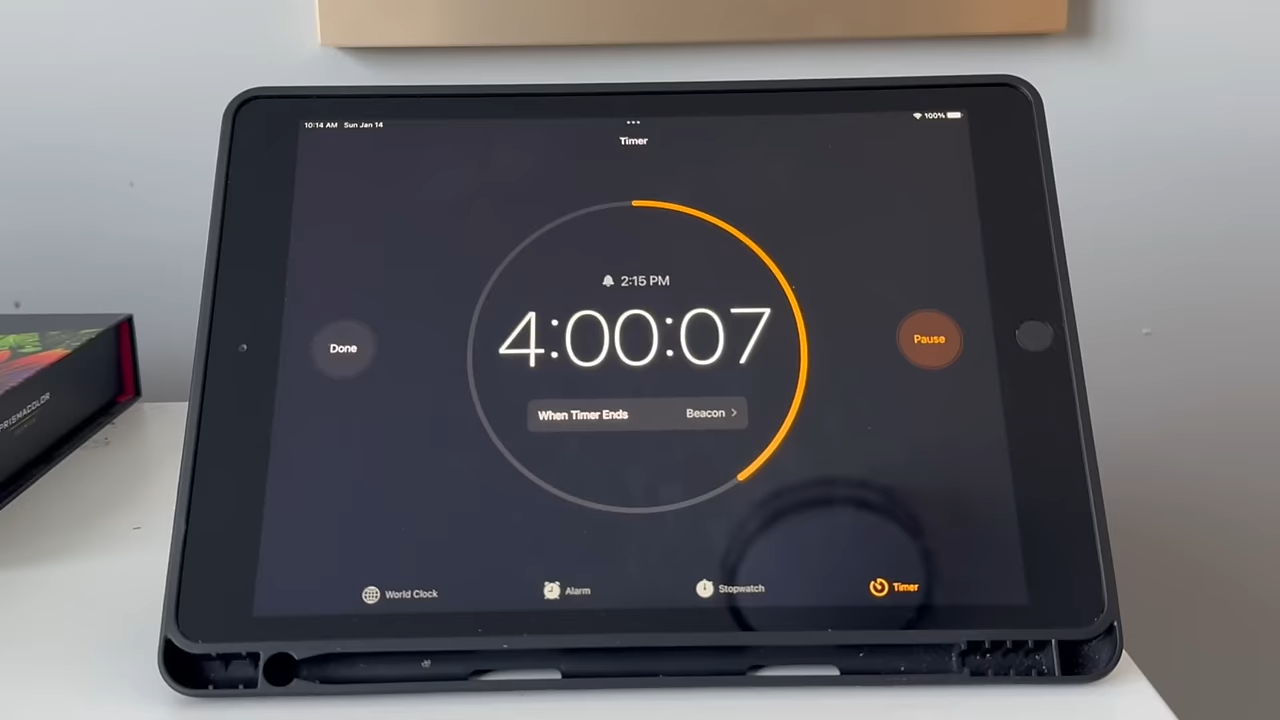 10:14 AM Sun Jan 14
100%
Timer
2:15 PM
4:00:07
Done
Pause
When Timer Ends Beacon
World Clock
Alarm
Stopwatch
Timer
PRISMACOLOR